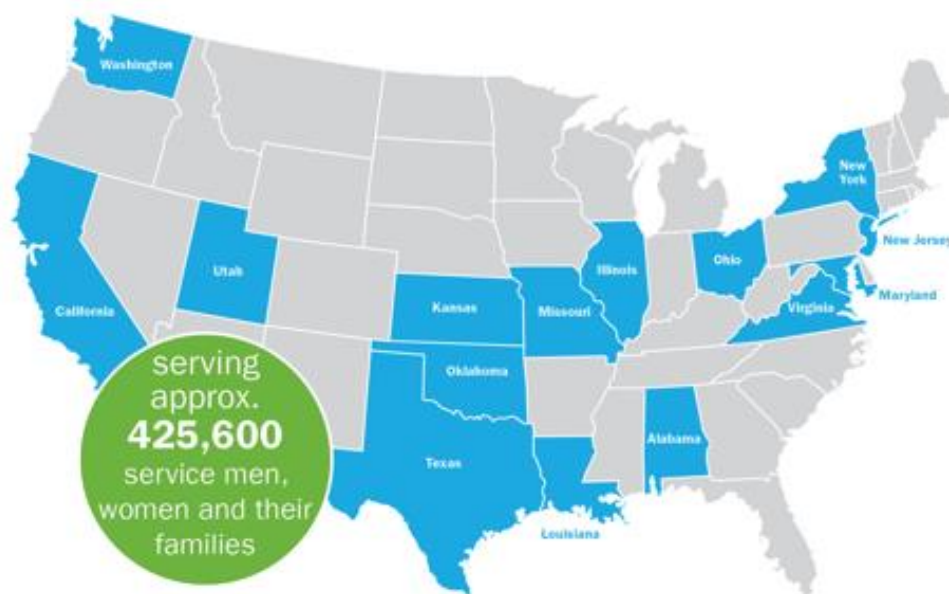 Washington
New
York
New Jersey
Ohio
Illinois
Utah
Maryland
Kansas
Missouri
Virginia
California
serving
approx.
425,600
service men,
women and their
families
Oklahoma
Alabama
Texas
Louisiana